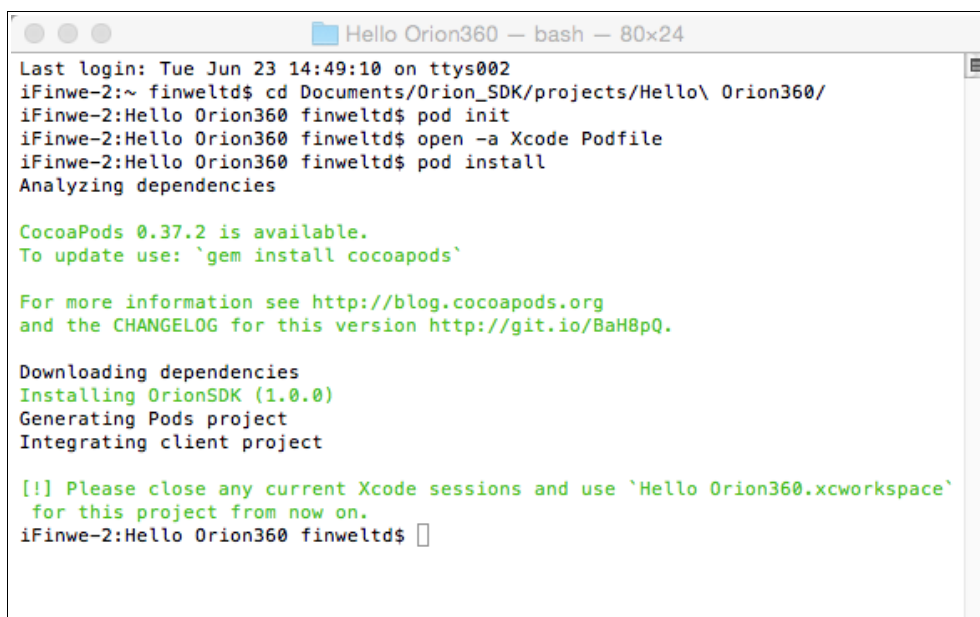 Hello Orion360 — bash — 80×24
Last login: Tue Jun 23 14:49:10 on ttys002
iFinwe-2:~ finweltd$ cd Documents/Orion_SDK/projects/Hello\ Orion360/
iFinwe-2:Hello Orion360 finweltd$ pod init
iFinwe-2:Hello Orion360 finweltd$ open -a Xcode Podfile
iFinwe-2:Hello Orion360 finweltd$ pod install
Analyzing dependencies
CocoaPods 0.37.2 is available.
To update use: `gem install cocoapods`
For more information see http://blog.cocoapods.org
and the CHANGELOG for this version http://git.io/BaH8pQ.
Downloading dependencies
Installing OrionSDK (1.0.0)
Generating Pods project
Integrating client project
[!] Please close any current Xcode sessions and use `Hello Orion360.xcworkspace`
for this project from now on.
iFinwe-2:Hello Orion360 finweltd$